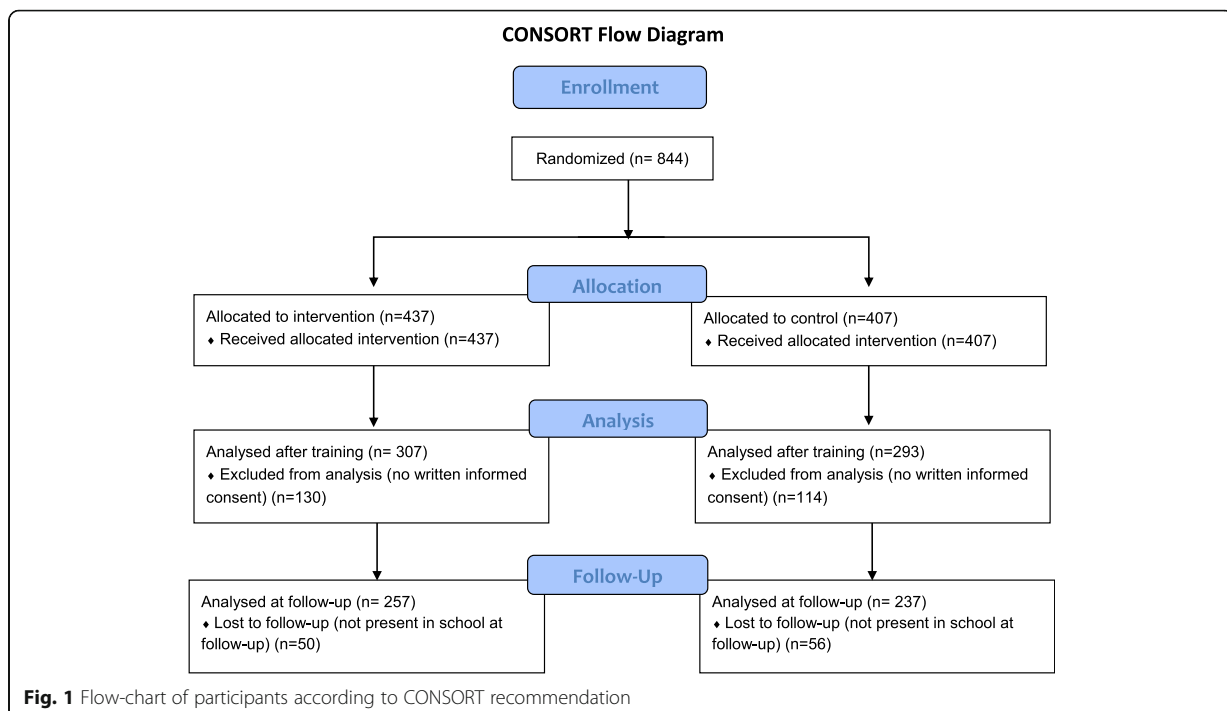 CONSORT Flow Diagram
Enrollment
Randomized (n= 844)
Allocation
Allocated to intervention (n=437)
♦ Received allocated intervention (n=437)
Allocated to control (n=407)
♦ Received allocated intervention (n=407)
Analysis
Analysed after training (n= 307)
♦ Excluded from analysis (no written informed
consent) (n=130)
Analysed after training (n=293)
♦ Excluded from analysis (no written informed
consent) (n=114)
Follow-Up
Analysed at follow-up (n= 257)
♦ Lost to follow-up (not present in school at
follow-up) (n=50)
Analysed at follow-up (n= 237)
♦ Lost to follow-up (not present in school at
follow-up) (n=56)
Fig. 1 Flow-chart of participants according to CONSORT recommendation